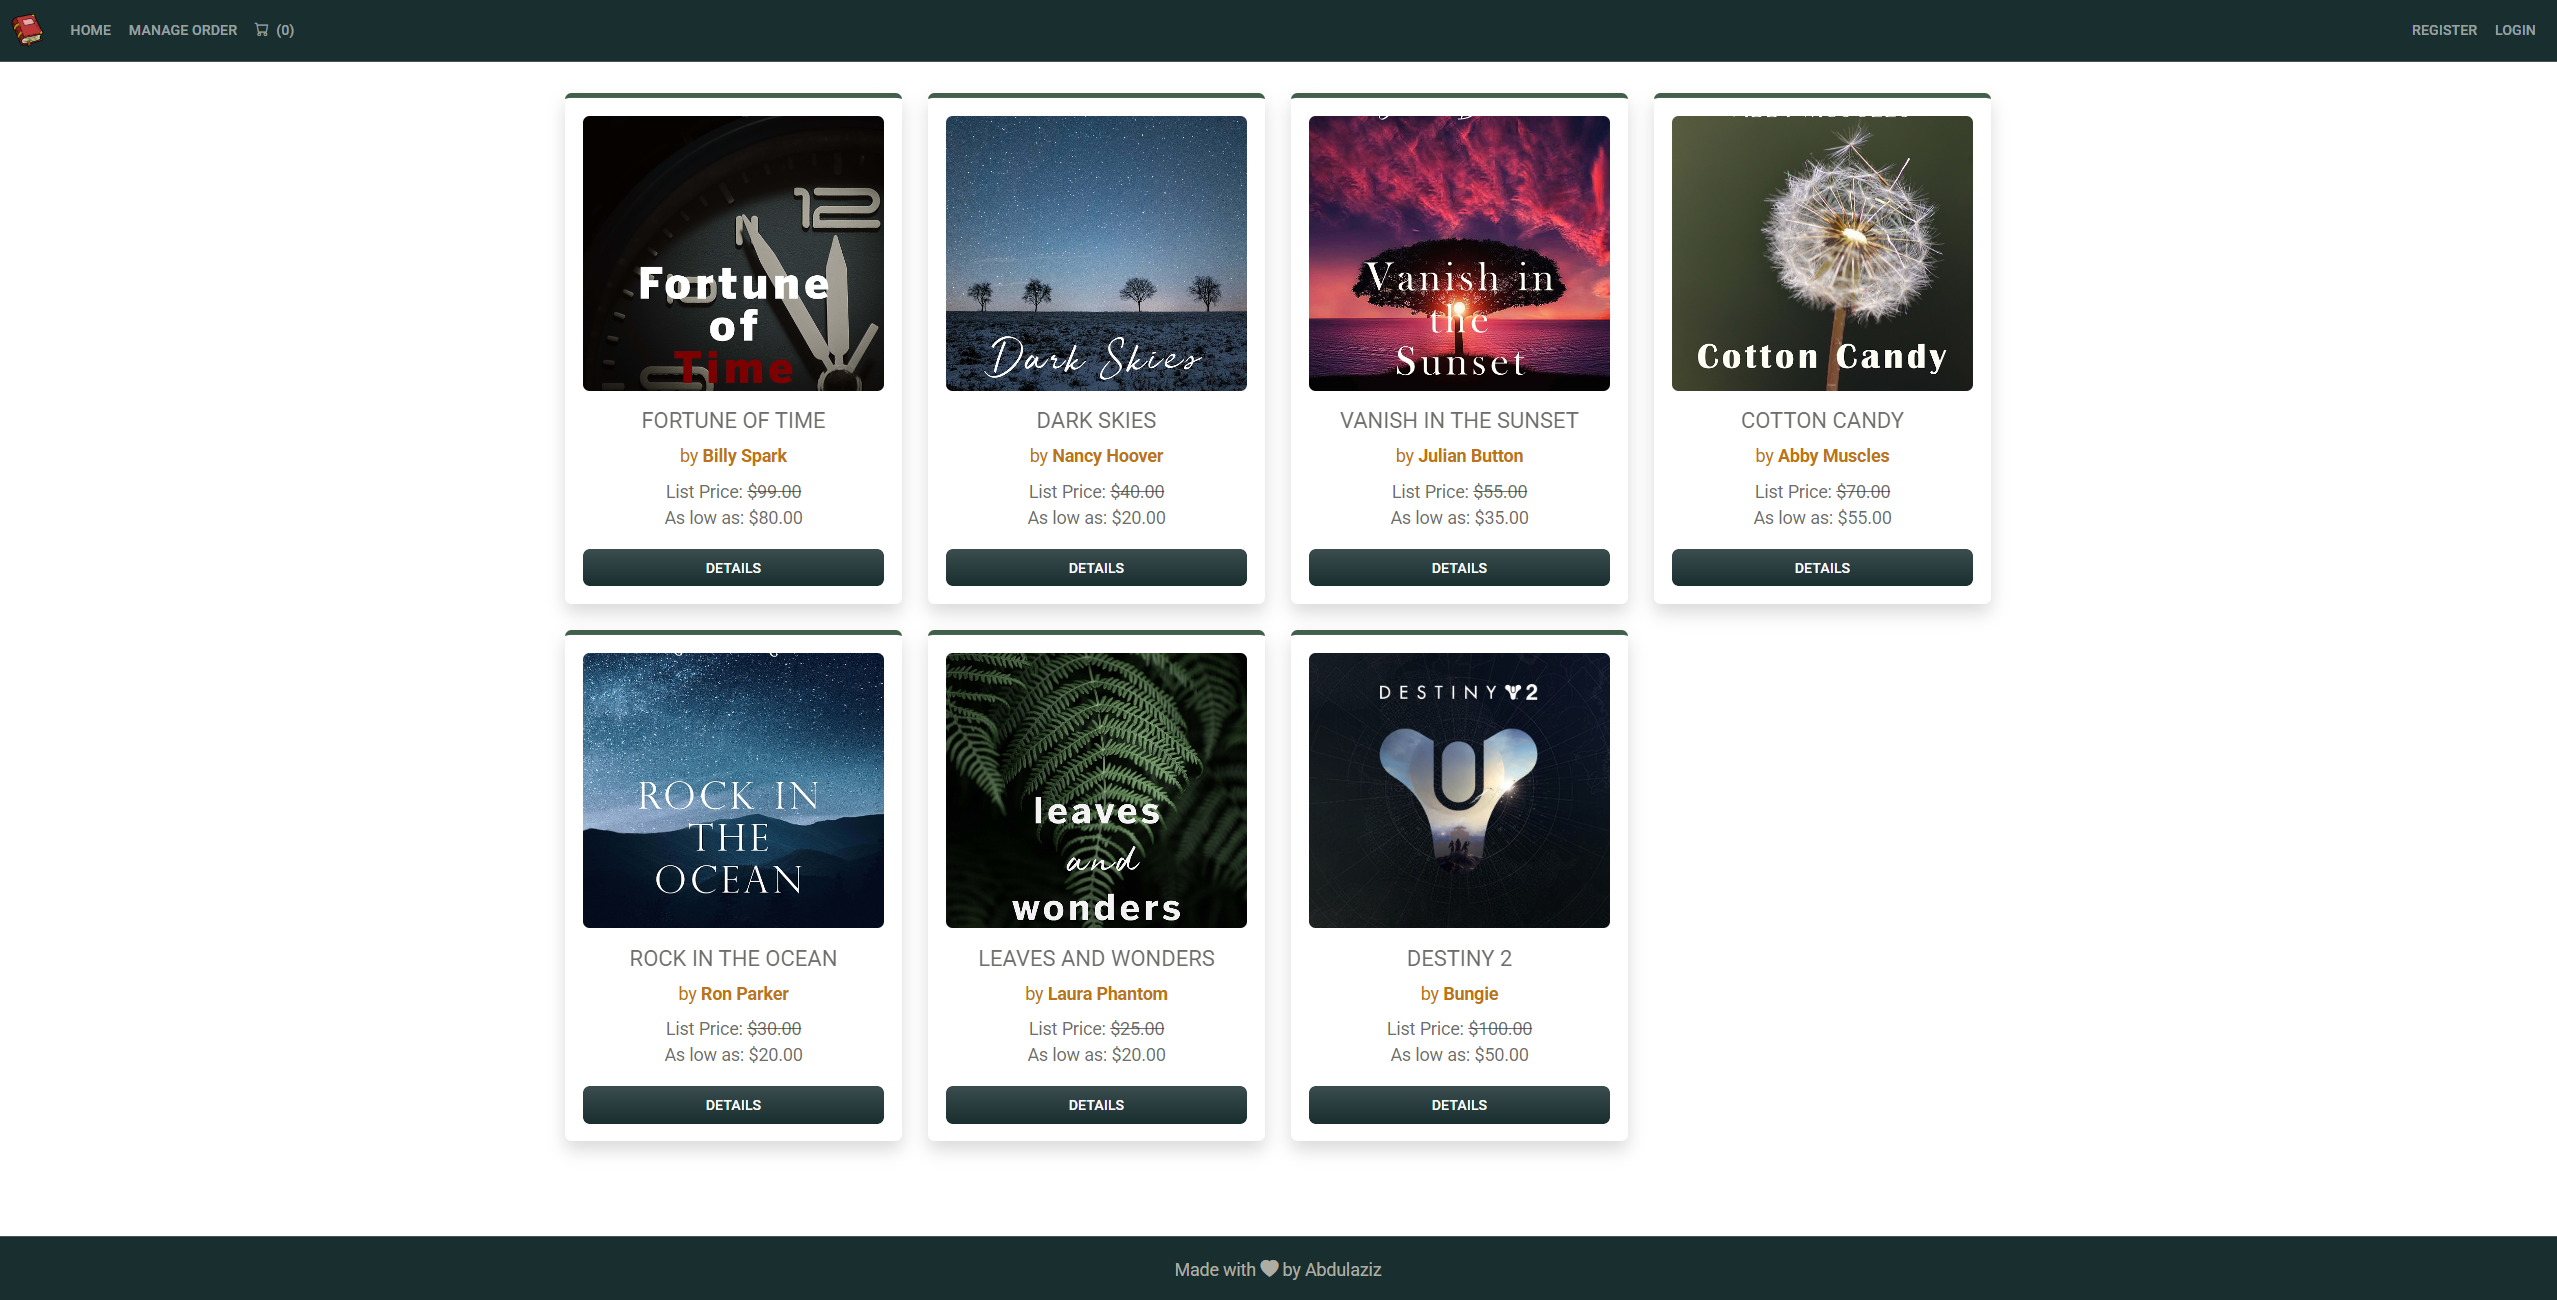 HOME MANAGE ORDER (0) REGISTER LOGIN
12
Fortune
of
Time
FORTUNE OF TIME
by Billy Spark
List Price: $99.00
As low as: $80.00
DETAILS
Dark Skies
DARK SKIES
by Nancy Hoover
List Price: $40.00
As low as: $20.00
DETAILS
Vanish in
the
Sunset
VANISH IN THE SUNSET
by Julian Button
List Price: $55.00
As low as: $35.00
DETAILS
Cotton Candy
COTTON CANDY
by Abby Muscles
List Price: $70.00
As low as: $55.00
DETAILS
ROCK IN
THE
OCEAN
ROCK IN THE OCEAN
by Ron Parker
List Price: $30.00
As low as: $20.00
DETAILS
leaves
and
wonders
LEAVES AND WONDERS
by Laura Phantom
List Price: $25.00
As low as: $20.00
DETAILS
DESTINY 2
DESTINY 2
by Bungie
List Price: $100.00
As low as: $50.00
DETAILS
Made with by Abdulaziz